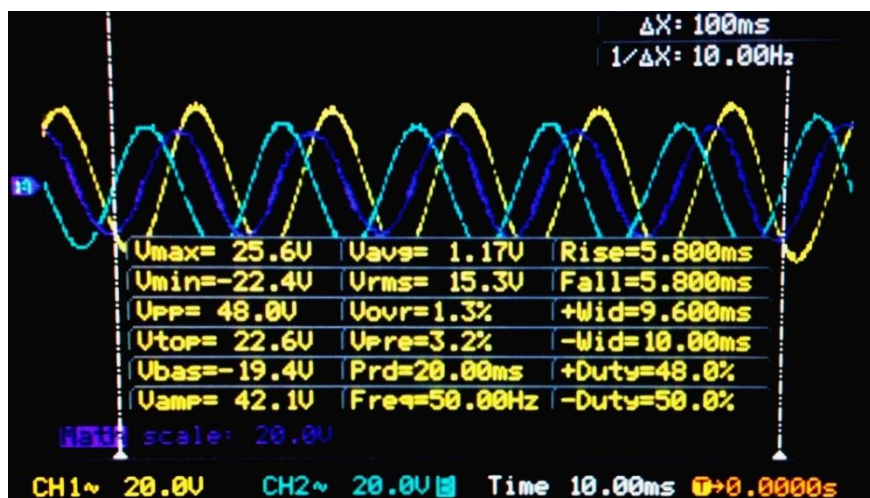 ΔX: 100ms
1/ΔX: 10.00Hz
Vmax= 25.6V Vavg= 1.17V Rise=5.800ms
Vmin=-22.4V Vrms= 15.3V Fall=5.800ms
Vpp= 48.0V Vovr=1.3% +Wid=9.600ms
Vtop= 22.6V Vpre=3.2% -Wid=10.00ms
Vbas=-19.4V Prd=20.00ms +Duty=48.0%
Vamp= 42.1V Freq=50.00Hz -Duty=50.0%
Math scale: 20.0V
CH1~ 20.0V CH2~ 20.0V B Time 10.00ms T→0.0000s